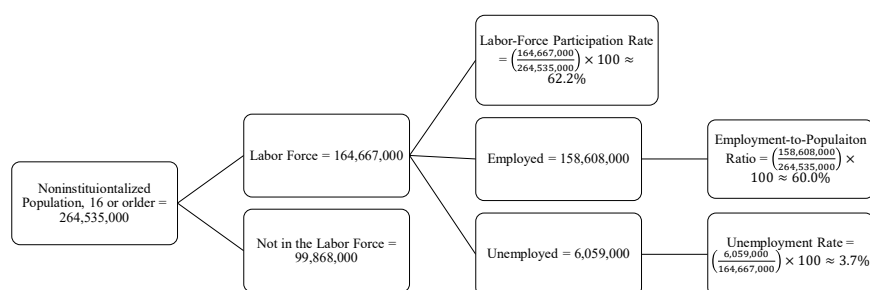 Noninstituiontalized
Population, 16 or orlder =
264,535,000
Labor Force = 164,667,000
Not in the Labor Force =
99,868,000
Labor-Force Participation Rate
= (164,667,000/264,535,000) × 100 ≈
62.2%
Employed = 158,608,000
Unemployed = 6,059,000
Employment-to-Populaiton
Ratio = (158,608,000/264,535,000) ×
100 ≈ 60.0%
Unemployment Rate =
(6,059,000/164,667,000) × 100 ≈ 3.7%